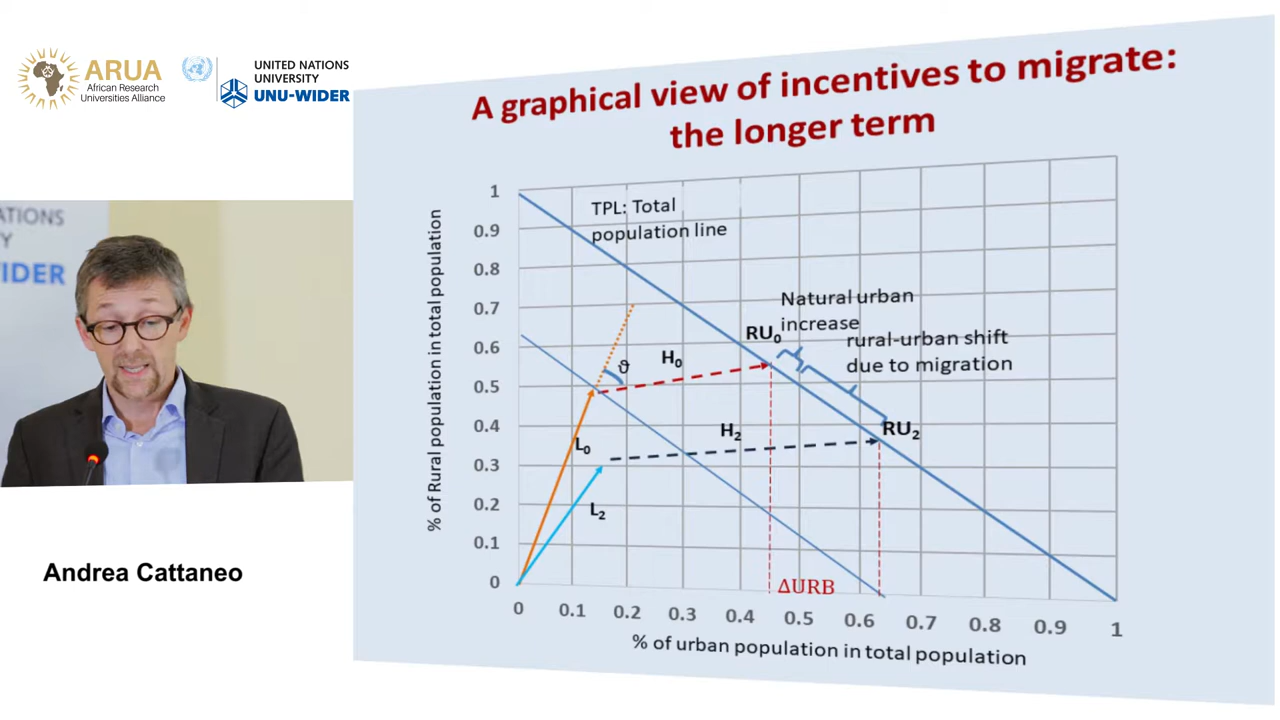 ARUA
African Research
Universities Alliance
UNITED NATIONS
UNIVERSITY
UNU-WIDER
ATIONS
Y
IDER
Andrea Cattaneo
A graphical view of incentives to migrate:
the longer term
% of Rural population in total population
1
0.9
0.8
0.7
0.6
0.5
0.4
0.3
0.2
0.1
0
TPL: Total
population line
Natural urban
increase
RU0
rural-urban shift
due to migration
ϑ
H0
H2
RU2
L0
L2
ΔURB
0 0.1 0.2 0.3 0.4 0.5 0.6 0.7 0.8 0.9 1
% of urban population in total population